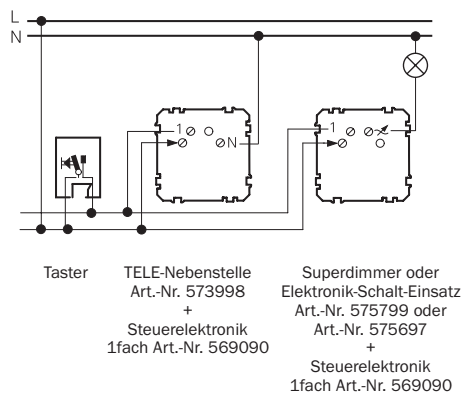 L
N
1
N
1
Taster
TELE-Nebenstelle
Art.-Nr. 573998
+
Steuerelektronik
1fach Art.-Nr. 569090
Superdimmer oder
Elektronik-Schalt-Einsatz
Art.-Nr. 575799 oder
Art.-Nr. 575697
+
Steuerelektronik
1fach Art.-Nr. 569090